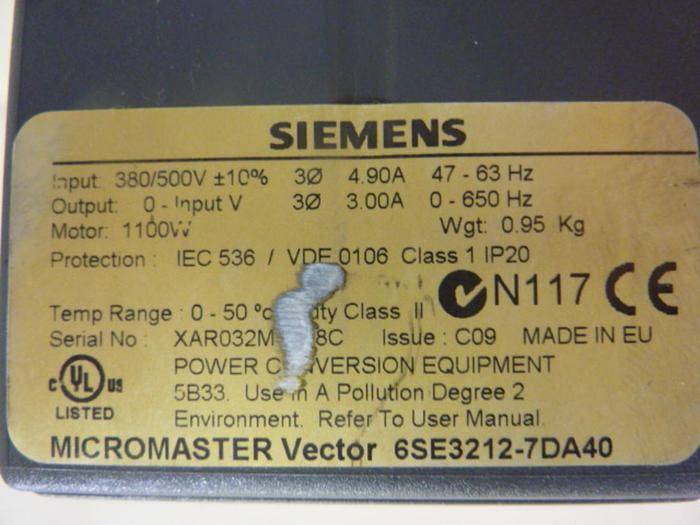 SIEMENS
Input: 380/500V ±10% 3Ø 4.90A 47 - 63 Hz
Output: 0 - Input V 3Ø 3.00A 0 - 650 Hz
Motor: 1100W Wgt: 0.95 Kg
Protection : IEC 536 / VDE 0106 Class 1 IP20
N117 CE
Temp Range : 0 - 50 °c Class II
Serial No : Issue : C09 MADE IN EU
C UL US LISTED
POWER EQUIPMENT
5B33. Use in A Pollution Degree 2
Environment. Refer To User Manual.
MICROMASTER Vector 6SE3212-7DA40